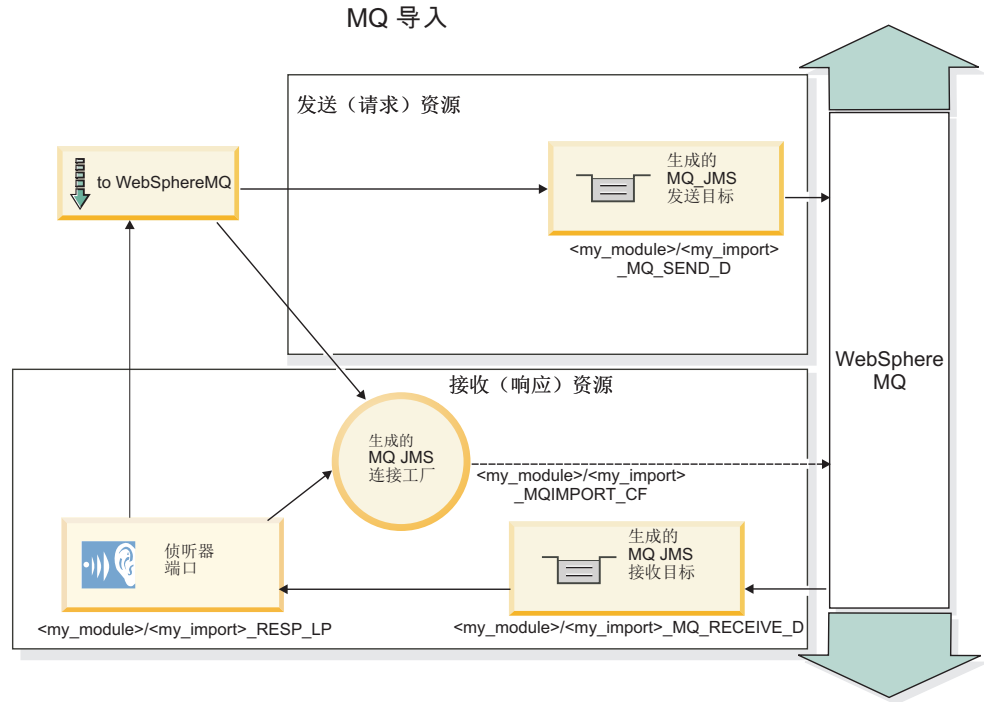 MQ 导入
发送（请求）资源
to WebSphereMQ
生成的
MQ_JMS
发送目标
<my_module>/<my_import>
_MQ_SEND_D
WebSphere
MQ
接收（响应）资源
生成的
MQ JMS
连接工厂
<my_module>/<my_import>
_MQIMPORT_CF
侦听器
端口
<my_module>/<my_import>_RESP_LP
生成的
MQ JMS
接收目标
<my_module>/<my_import>_MQ_RECEIVE_D